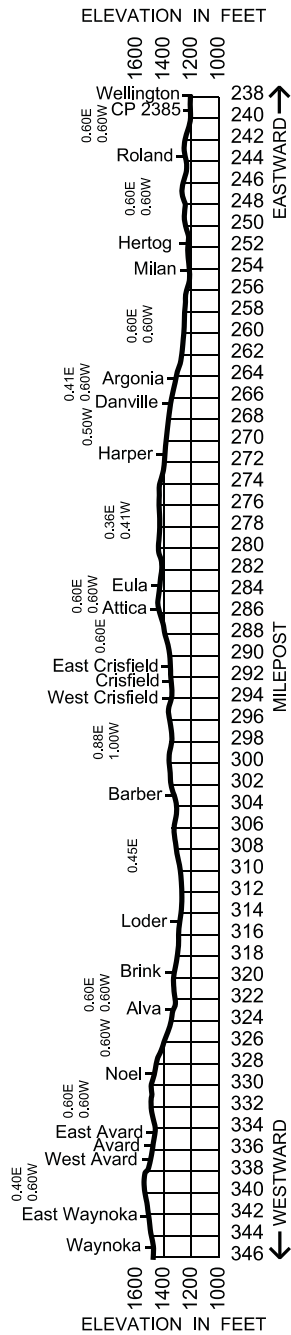 ELEVATION IN FEET
1600 1400 1200 1000
Wellington 238
CP 2385
240
0.60E
0.60W
242
Roland 244
246
0.60E
0.60W
248
250
Hertog 252
Milan 254
256
258
0.60E
0.60W
260
262
Argonia 264
0.41E
0.60W
Danville 266
268
0.50W
270
Harper 272
274
276
0.36E
0.41W
278
280
282
Eula 284
0.60E
0.60W
Attica 286
288
0.60E
290
East Crisfield
Crisfield 292
West Crisfield 294
296
0.88E
1.00W
298
300
302
Barber
304
306
308
0.45E
310
312
314
Loder
316
318
Brink 320
0.60E
0.60W
322
Alva
324
0.60W
326
328
Noel
330
0.60E
0.60W
332
East Avard 334
Avard 336
West Avard
338
0.40E
0.60W
340
East Waynoka 342
344
Waynoka 346
EASTWARD
MILEPOST
WESTWARD
1600 1400 1200 1000
ELEVATION IN FEET